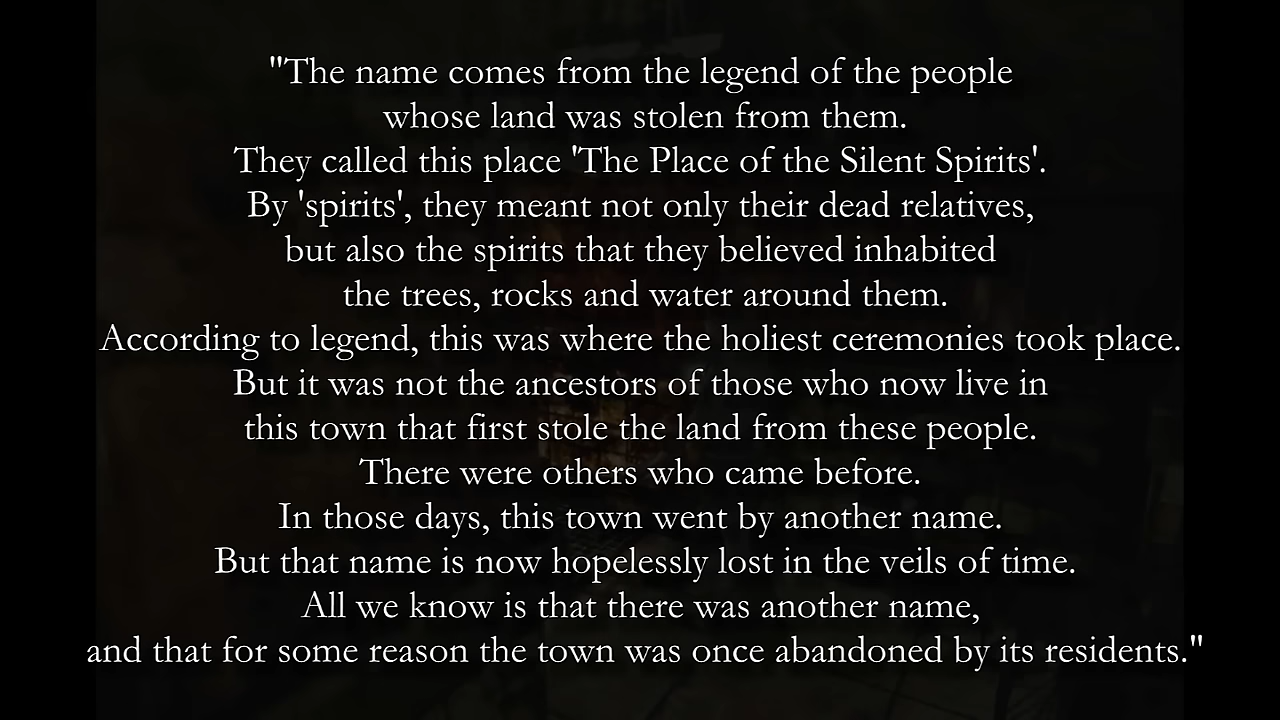 "The name comes from the legend of the people
whose land was stolen from them.
They called this place 'The Place of the Silent Spirits'.
By 'spirits', they meant not only their dead relatives,
but also the spirits that they believed inhabited
the trees, rocks and water around them.
According to legend, this was where the holiest ceremonies took place.
But it was not the ancestors of those who now live in
this town that first stole the land from these people.
There were others who came before.
In those days, this town went by another name.
But that name is now hopelessly lost in the veils of time.
All we know is that there was another name,
and that for some reason the town was once abandoned by its residents."